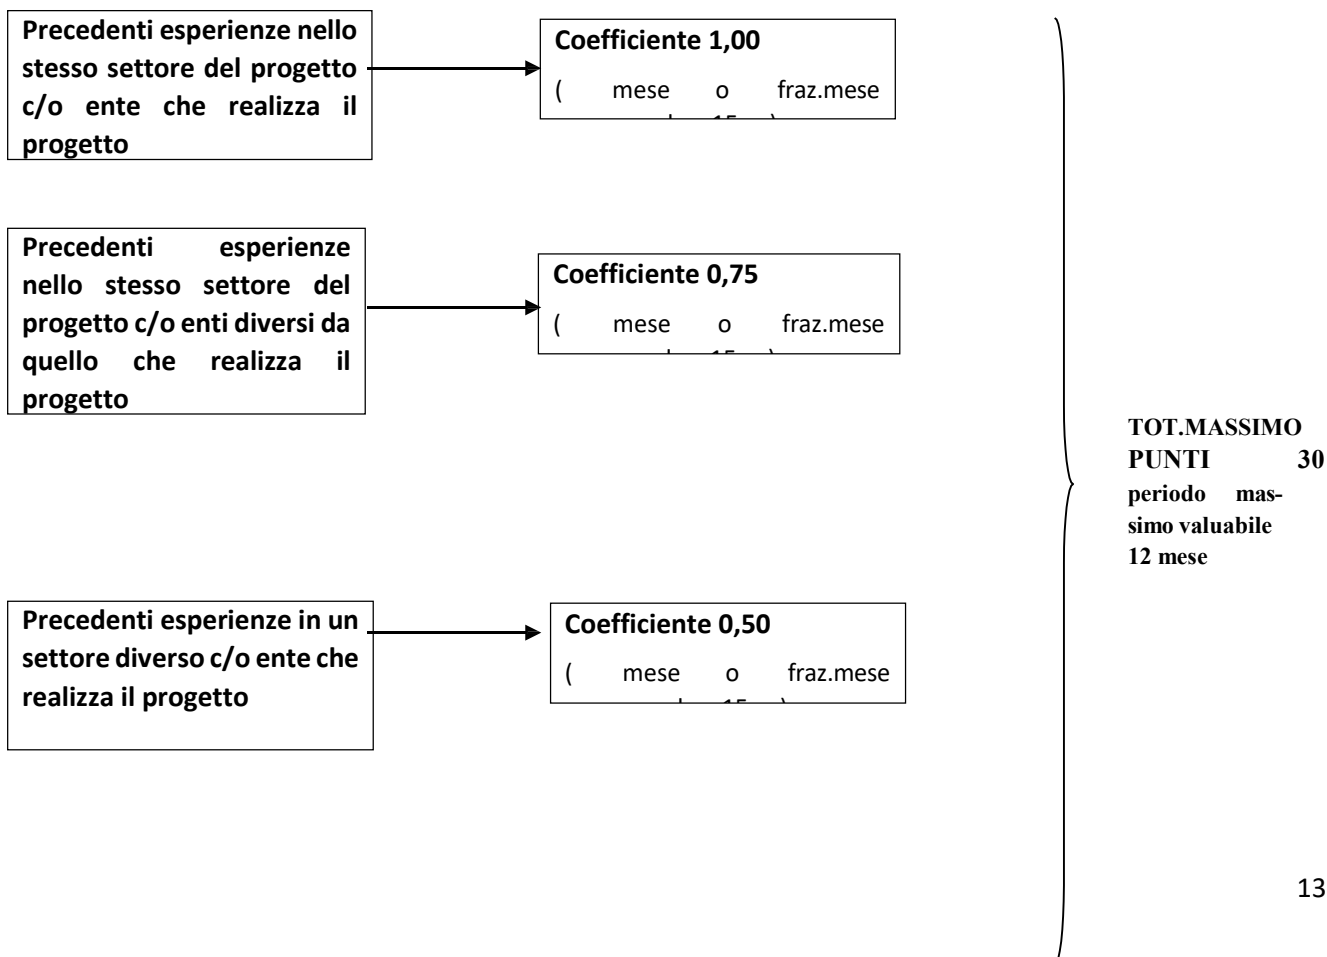 Precedenti esperienze nello
stesso settore del progetto
c/o ente che realizza il
progetto
Coefficiente 1,00
( mese o fraz.mese
Precedenti esperienze
nello stesso settore del
progetto c/o enti diversi da
quello che realizza il
progetto
Coefficiente 0,75
( mese o fraz.mese
TOT.MASSIMO
PUNTI 30
periodo mas-
simo valuabile
12 mese
Precedenti esperienze in un
settore diverso c/o ente che
realizza il progetto
Coefficiente 0,50
( mese o fraz.mese
13